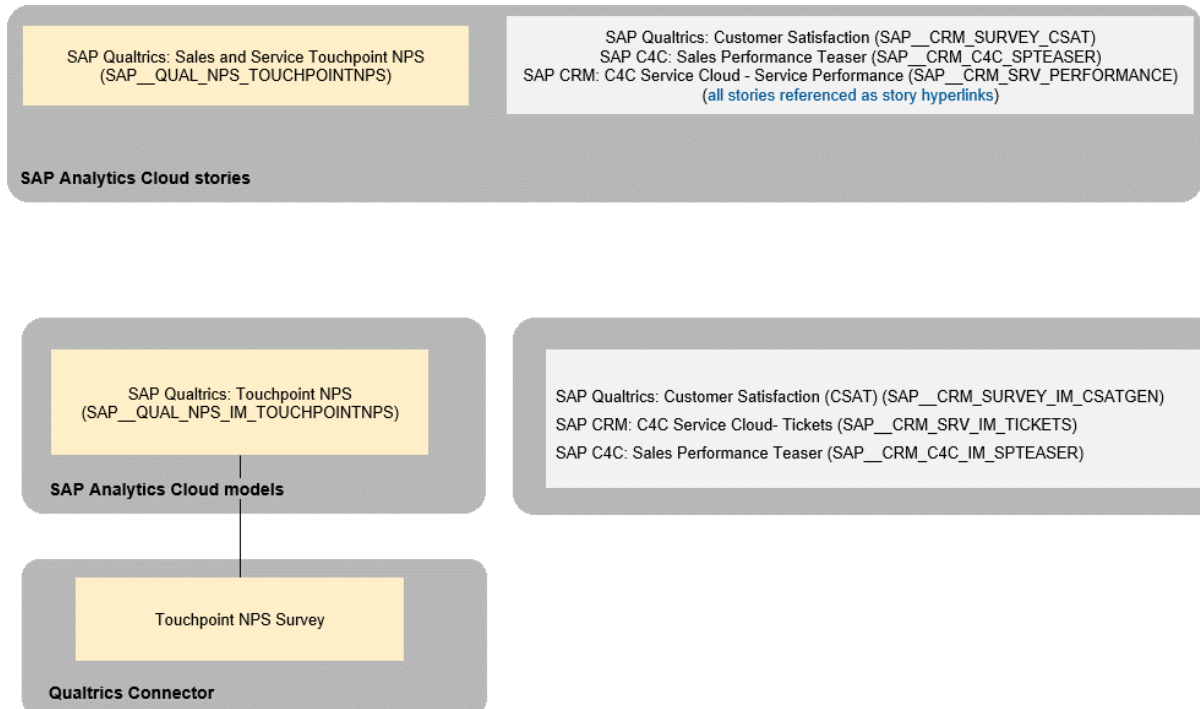 SAP Qualtrics: Sales and Service Touchpoint NPS
(SAP__QUAL_NPS_TOUCHPOINTNPS)
SAP Qualtrics: Customer Satisfaction (SAP__CRM_SURVEY_CSAT)
SAP C4C: Sales Performance Teaser (SAP__CRM_C4C_SPTEASER)
SAP CRM: C4C Service Cloud - Service Performance (SAP__CRM_SRV_PERFORMANCE)
(all stories referenced as story hyperlinks)
SAP Analytics Cloud stories
SAP Qualtrics: Touchpoint NPS
(SAP__QUAL_NPS_IM_TOUCHPOINTNPS)
SAP Analytics Cloud models
SAP Qualtrics: Customer Satisfaction (CSAT) (SAP__CRM_SURVEY_IM_CSATGEN)
SAP CRM: C4C Service Cloud- Tickets (SAP__CRM_SRV_IM_TICKETS)
SAP C4C: Sales Performance Teaser (SAP__CRM_C4C_IM_SPTEASER)
Touchpoint NPS Survey
Qualtrics Connector